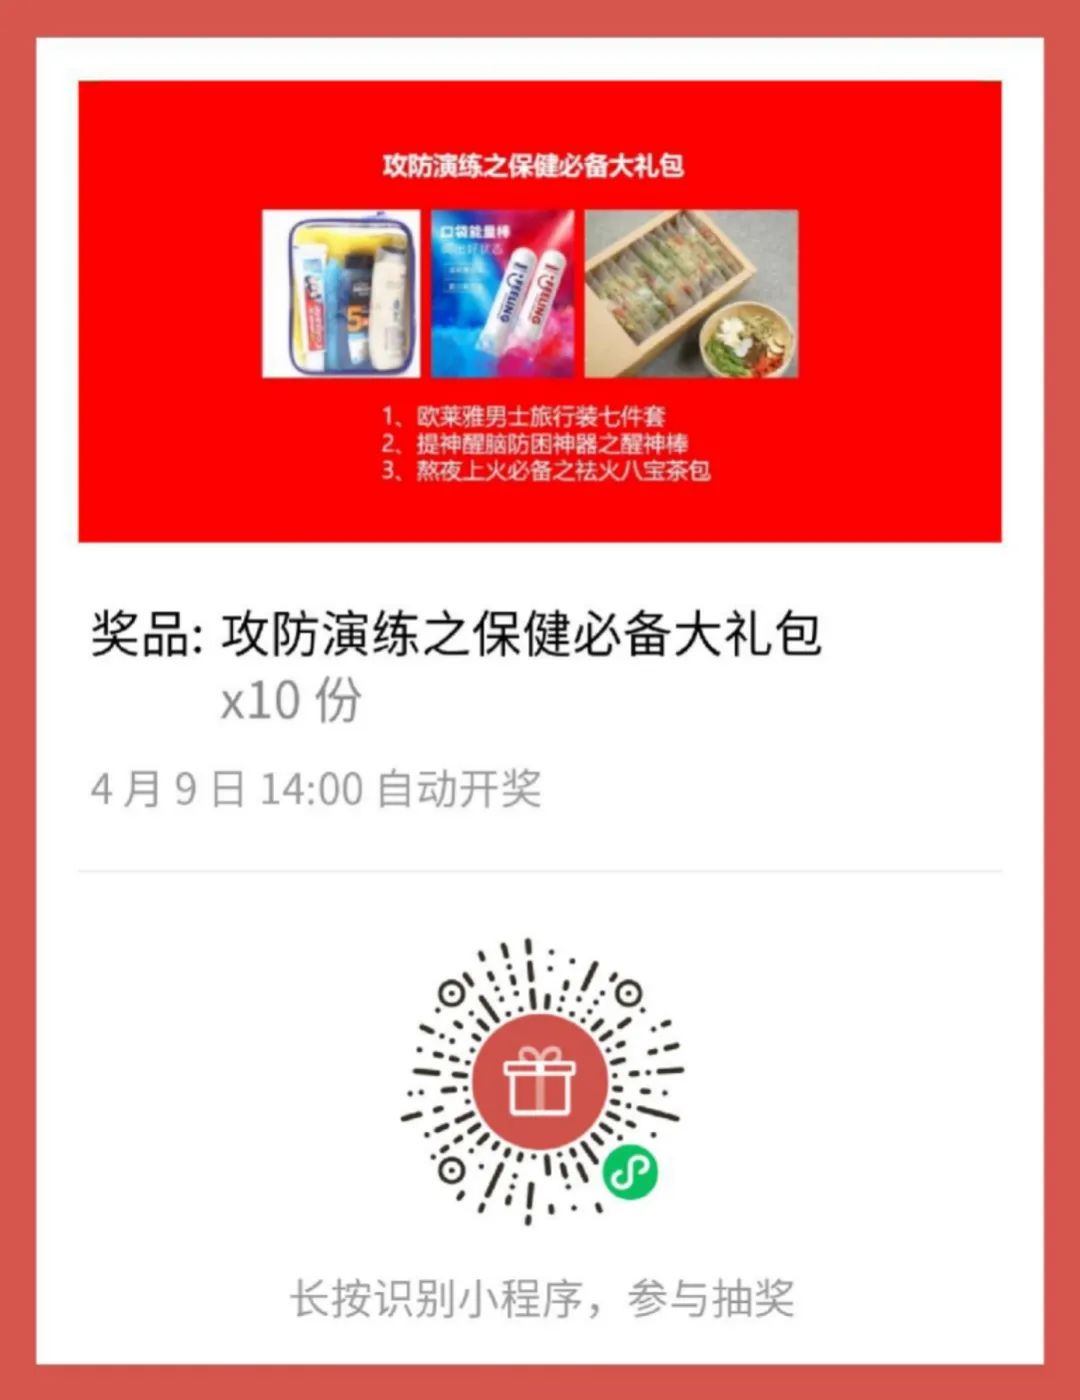 攻防演练之保健必备大礼包
口袋能量棒
FEELING
FEELING
1、欧莱雅男士旅行装七件套
2、提神醒脑防困神器之醒神棒
3、熬夜上火必备之祛火八宝茶包
奖品: 攻防演练之保健必备大礼包
x10 份
4 月 9 日 14:00 自动开奖
长按识别小程序，参与抽奖